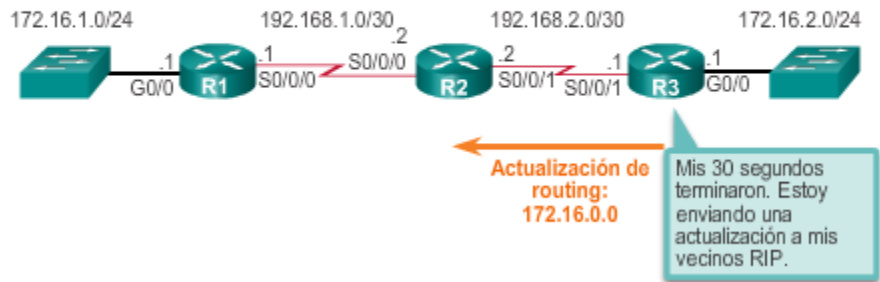 172.16.1.0/24
192.168.1.0/30
192.168.2.0/30
172.16.2.0/24
.1
G0/0
R1
.1
S0/0/0
.2
S0/0/0
R2
.2
S0/0/1
.1
S0/0/1
R3
.1
G0/0
Actualización de
routing:
172.16.0.0
Mis 30 segundos
terminaron. Estoy
enviando una
actualización a mis
vecinos RIP.